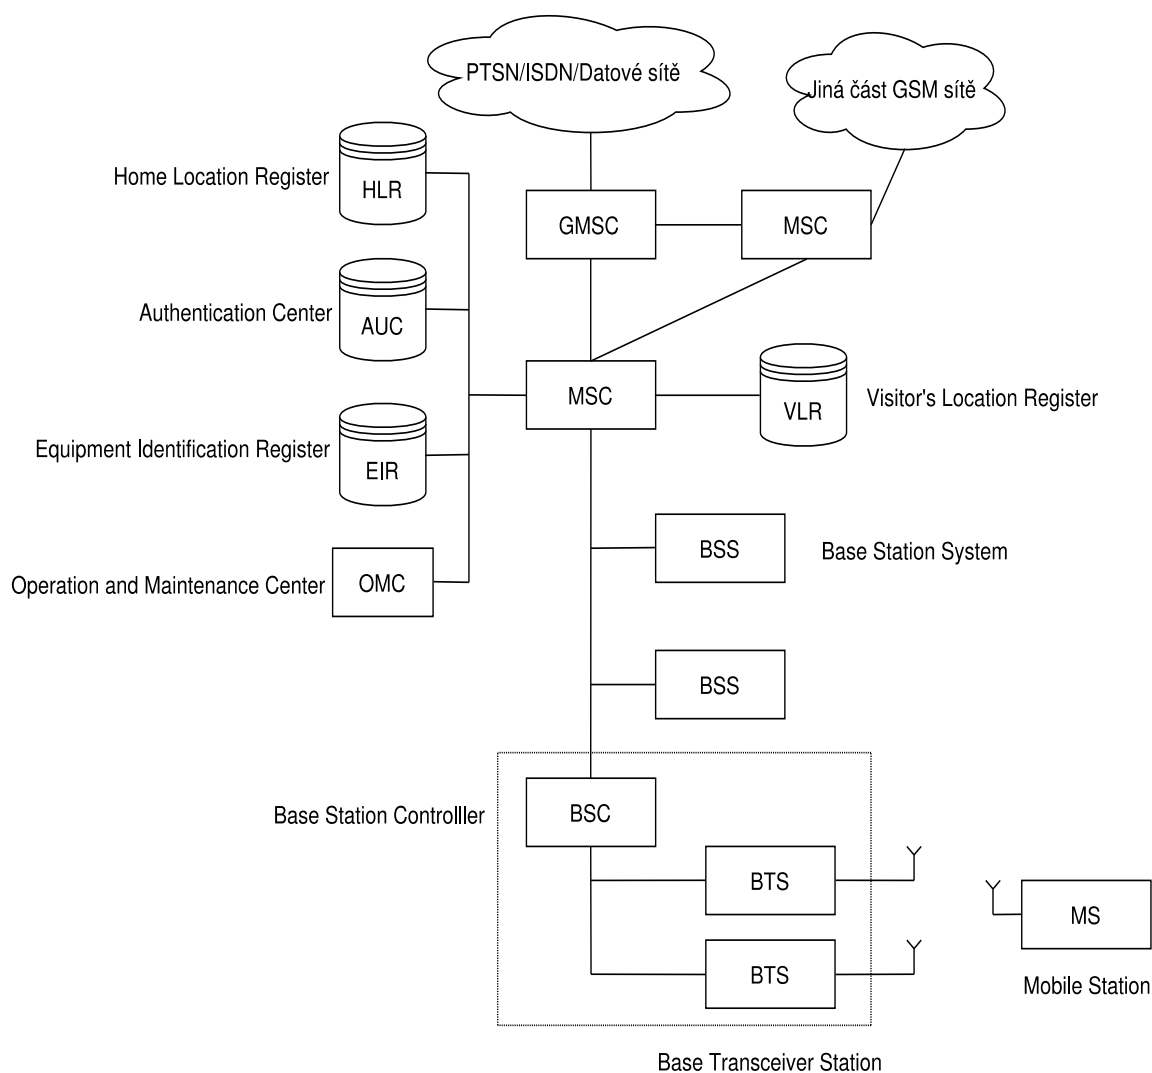 PTSN/ISDN/Datové sítě
Jiná část GSM sítě
Home Location Register
HLR
GMSC
MSC
Authentication Center
AUC
MSC
VLR
Visitor's Location Register
Equipment Identification Register
EIR
BSS
Base Station System
Operation and Maintenance Center
OMC
BSS
Base Station Controlller
BSC
BTS
MS
BTS
Mobile Station
Base Transceiver Station